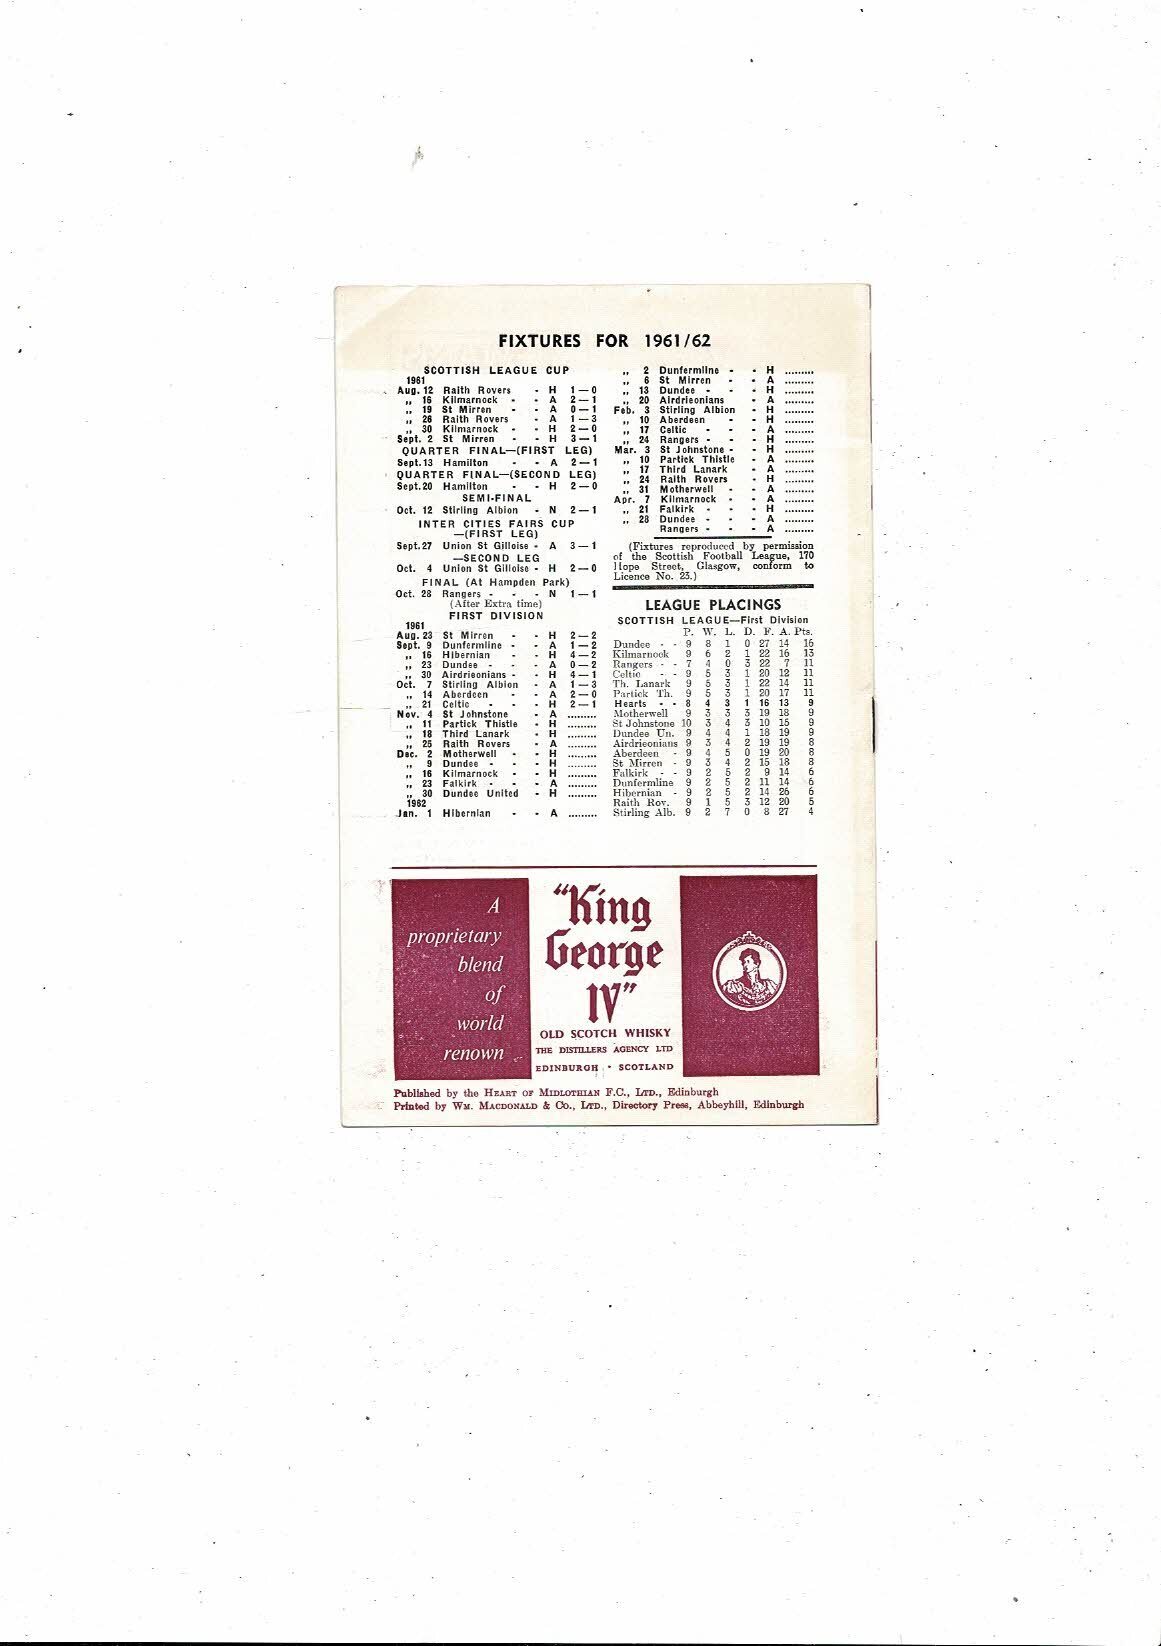 FIXTURES FOR 1961/62
SCOTTISH LEAGUE CUP
1961
Aug. 12 Raith Rovers - H 1—0
„ 16 Kilmarnock - - A 2—1
„ 19 St Mirren - - A 0—1
„ 26 Raith Rovers - A 1—3
„ 30 Kilmarnock - - H 2—0
Sept. 2 St Mirren - - H 3—1
QUARTER FINAL—(FIRST LEG)
Sept.13 Hamilton - - A 2—1
QUARTER FINAL—(SECOND LEG)
Sept.20 Hamilton - - H 2—0
SEMI-FINAL
Oct. 12 Stirling Albion - N 2—1
INTER CITIES FAIRS CUP
—(FIRST LEG)
Sept.27 Union St Gilloise - A 3—1
—SECOND LEG
Oct. 4 Union St Gilloise - H 2—0
FINAL (At Hampden Park)
Oct. 28 Rangers - - - N 1—1
(After Extra time)
FIRST DIVISION
1961
Aug. 23 St Mirren - - H 2—2
Sept. 9 Dunfermline - - A 1—2
„ 16 Hibernian - - H 4—2
„ 23 Dundee - - - A 0—2
„ 30 Airdrieonians - - H 4—1
Oct. 7 Stirling Albion - A 1—3
„ 14 Aberdeen - - A 2—0
„ 21 Celtic - - - H 2—1
Nov. 4 St Johnstone - A .........
„ 11 Partick Thistle - H .........
„ 18 Third Lanark - H .........
„ 25 Raith Rovers - A .........
Dec. 2 Motherwell - - H .........
„ 9 Dundee - - - H .........
„ 16 Kilmarnock - - H .........
„ 23 Falkirk - - - A .........
„ 30 Dundee United - H .........
1962
Jan. 1 Hibernian - - A .........
„ 2 Dunfermline - - H .........
„ 6 St Mirren - - A .........
„ 13 Dundee - - - H .........
„ 20 Airdrieonians - A .........
Feb. 3 Stirling Albion - H .........
„ 10 Aberdeen - - H .........
„ 17 Celtic - - - A .........
„ 24 Rangers - - - H .........
Mar. 3 St Johnstone - - H .........
„ 10 Partick Thistle - A .........
„ 17 Third Lanark - A .........
„ 24 Raith Rovers - H .........
„ 31 Motherwell - - A .........
Apr. 7 Kilmarnock - - A .........
„ 21 Falkirk - - - H .........
„ 28 Dundee - - - A .........
Rangers - - - A .........
(Fixtures reproduced by permission
of the Scottish Football League, 170
Hope Street, Glasgow, conform to
Licence No. 23.)
LEAGUE PLACINGS
SCOTTISH LEAGUE—First Division
P. W. L. D. F. A. Pts.
Dundee - - 9 8 1 0 27 14 16
Kilmarnock 9 6 2 1 22 16 13
Rangers - - 7 4 0 3 22 7 11
Celtic - - 9 5 3 1 20 12 11
Th. Lanark 9 5 3 1 22 14 11
Partick Th. 9 5 3 1 20 17 11
Hearts - - 8 4 3 1 16 13 9
Motherwell 9 3 3 3 19 18 9
St Johnstone 10 3 4 3 10 15 9
Dundee Un. 9 4 4 1 18 19 9
Airdrieonians 9 3 4 2 19 19 8
Aberdeen - 9 4 5 0 19 20 8
St Mirren - 9 3 4 2 15 18 8
Falkirk - - 9 2 5 2 9 14 6
Dunfermline 9 2 5 2 11 14 6
Hibernian - 9 2 5 2 14 26 6
Raith Rov. 9 1 5 3 12 20 5
Stirling Alb. 9 2 7 0 8 27 4
A
proprietary
blend
of
world
renown
"King
George
IV"
OLD SCOTCH WHISKY
THE DISTILLERS AGENCY LTD
EDINBURGH · SCOTLAND
Published by the HEART OF MIDLOTHIAN F.C., LTD., Edinburgh
Printed by WM. MACDONALD & CO., LTD., Directory Press, Abbeyhill, Edinburgh